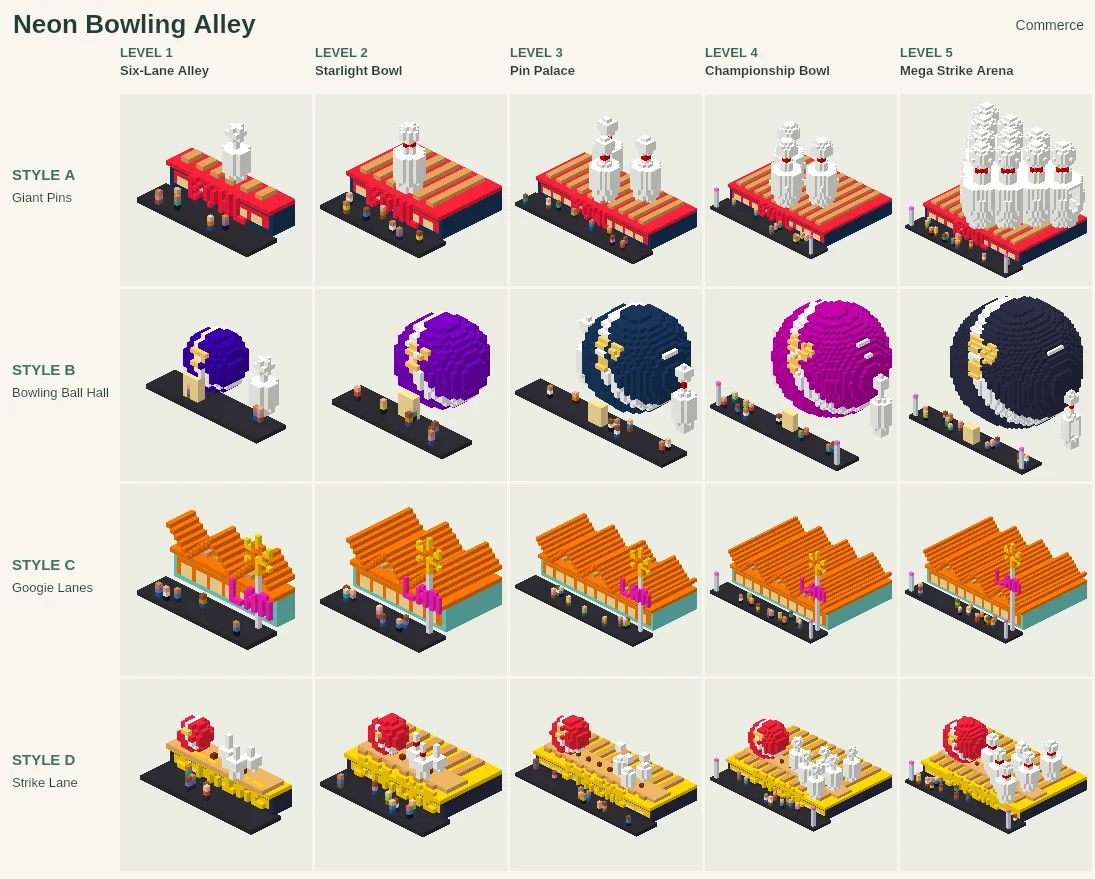 Neon Bowling Alley
Commerce
LEVEL 1
Six-Lane Alley
LEVEL 2
Starlight Bowl
LEVEL 3
Pin Palace
LEVEL 4
Championship Bowl
LEVEL 5
Mega Strike Arena
STYLE A
Giant Pins
STYLE B
Bowling Ball Hall
STYLE C
Googie Lanes
STYLE D
Strike Lane